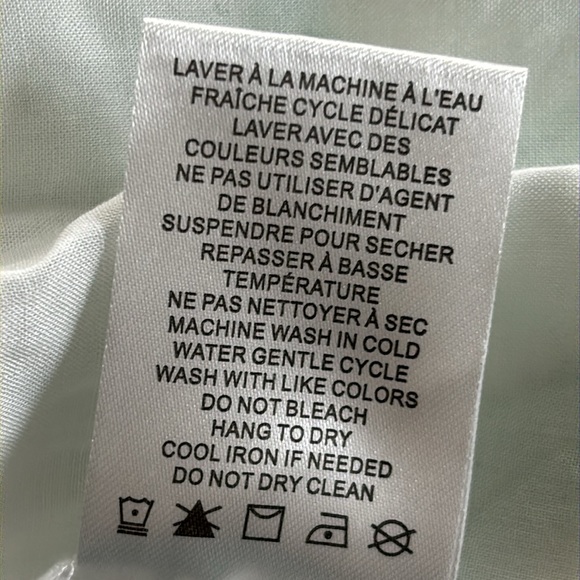 LAVER À LA MACHINE À L'EAU
FRAÎCHE CYCLE DÉLICAT
LAVER AVEC DES
COULEURS SEMBLABLES
NE PAS UTILISER D'AGENT
DE BLANCHIMENT
SUSPENDRE POUR SECHER
REPASSER À BASSE
TEMPÉRATURE
NE PAS NETTOYER À SEC
MACHINE WASH IN COLD
WATER GENTLE CYCLE
WASH WITH LIKE COLORS
DO NOT BLEACH
HANG TO DRY
COOL IRON IF NEEDED
DO NOT DRY CLEAN